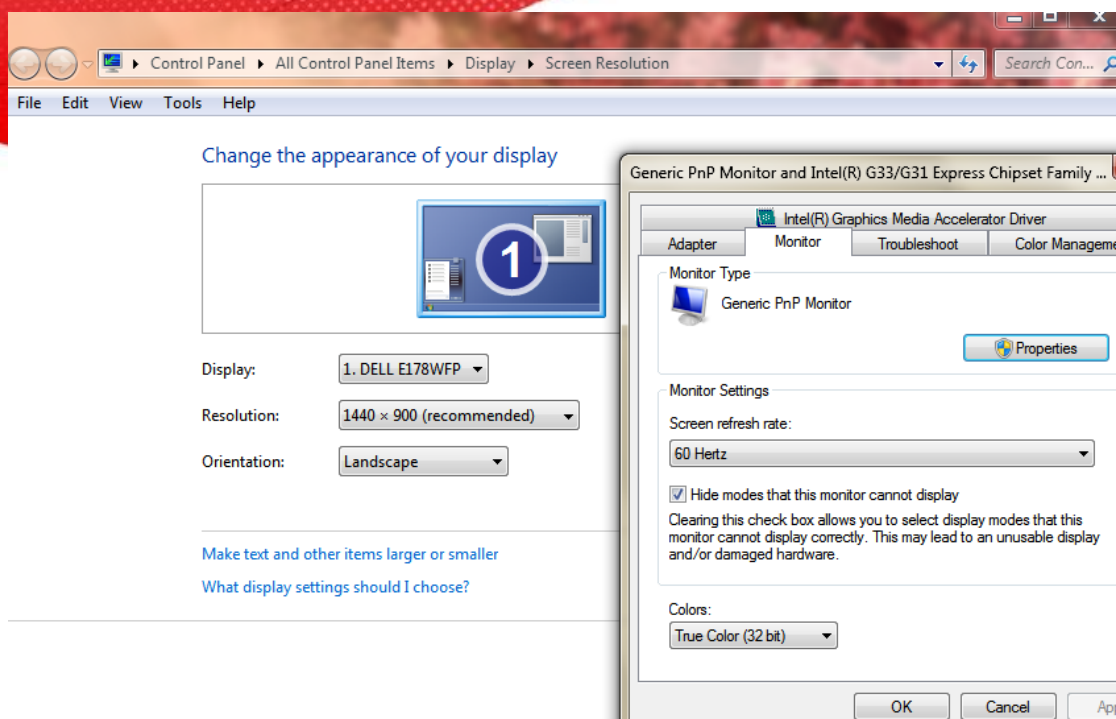 Control Panel ▸ All Control Panel Items ▸ Display ▸ Screen Resolution
Search Con...
File Edit View Tools Help
Change the appearance of your display
1
Display: 1. DELL E178WFP
Resolution: 1440 × 900 (recommended)
Orientation: Landscape
Make text and other items larger or smaller
What display settings should I choose?
Generic PnP Monitor and Intel(R) G33/G31 Express Chipset Family ...
Intel(R) Graphics Media Accelerator Driver
Adapter Monitor Troubleshoot Color Manageme
Monitor Type
Generic PnP Monitor
Properties
Monitor Settings
Screen refresh rate:
60 Hertz
Hide modes that this monitor cannot display
Clearing this check box allows you to select display modes that this
monitor cannot display correctly. This may lead to an unusable display
and/or damaged hardware.
Colors:
True Color (32 bit)
OK Cancel Ap